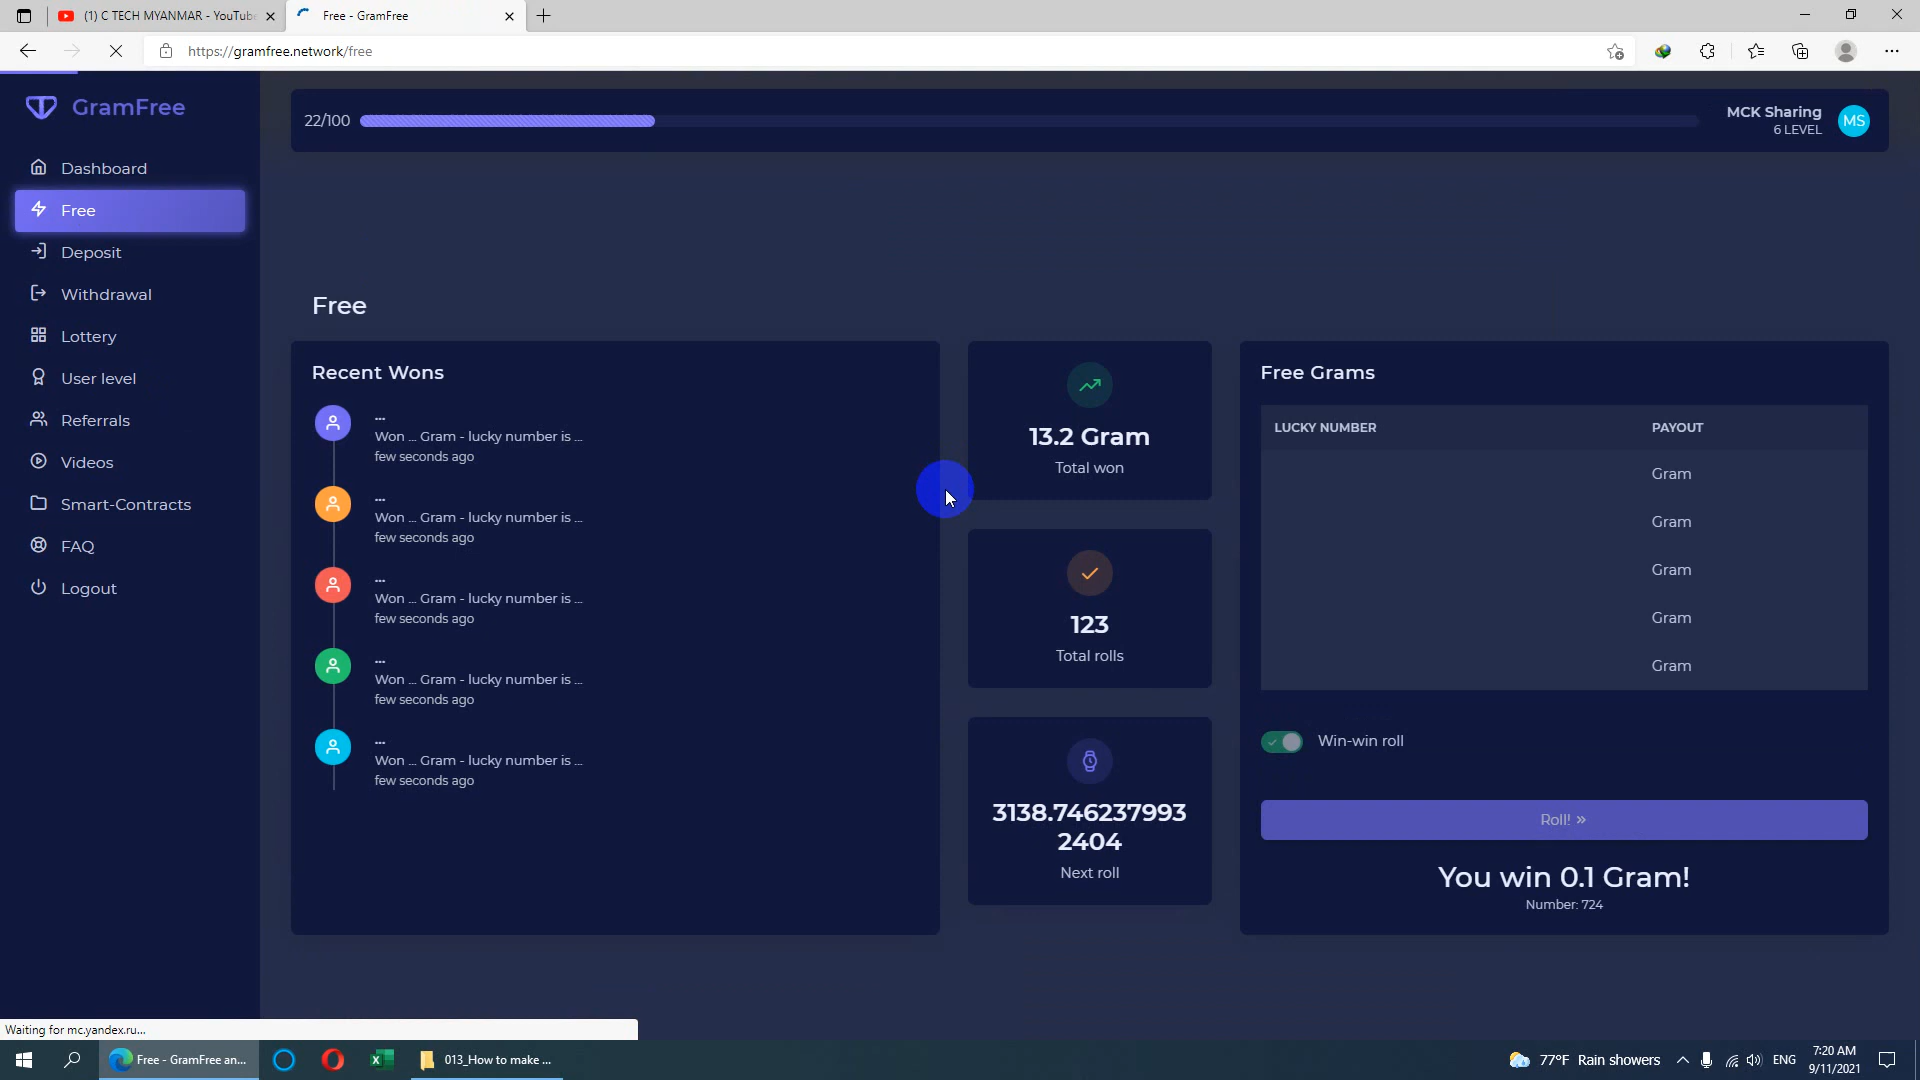 (1) C TECH MYANMAR - YouTube
Free - GramFree
https://gramfree.network/free
GramFree
22/100
MCK Sharing
6 LEVEL
MS
Dashboard
Free
Deposit
Withdrawal
Lottery
User level
Referrals
Videos
Smart-Contracts
FAQ
Logout
Free
Recent Wons
...
Won ... Gram - lucky number is ...
few seconds ago
...
Won ... Gram - lucky number is ...
few seconds ago
...
Won ... Gram - lucky number is ...
few seconds ago
...
Won ... Gram - lucky number is ...
few seconds ago
...
Won ... Gram - lucky number is ...
few seconds ago
13.2 Gram
Total won
123
Total rolls
3138.746237993
2404
Next roll
Free Grams
LUCKY NUMBER PAYOUT
Gram
Gram
Gram
Gram
Gram
Win-win roll
Roll! »
You win 0.1 Gram!
Number: 724
Waiting for mc.yandex.ru...
Free - GramFree an...
013_How to make ...
77°F Rain showers
ENG
7:20 AM
9/11/2021